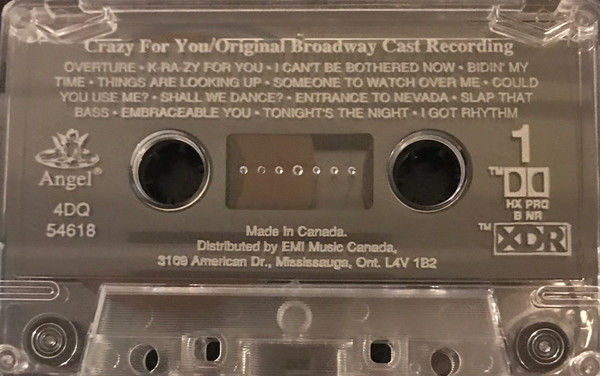 Crazy For You/Original Broadway Cast Recording
OVERTURE • K-RA-ZY FOR YOU • I CAN'T BE BOTHERED NOW • BIDIN' MY
TIME • THINGS ARE LOOKING UP • SOMEONE TO WATCH OVER ME • COULD
YOU USE ME? • SHALL WE DANCE? • ENTRANCE TO NEVADA • SLAP THAT
BASS • EMBRACEABLE YOU • TONIGHT'S THE NIGHT • I GOT RHYTHM
Angel®
4DQ
54618
1
™
HX PRO
B NR
™
XDR
Made In Canada.
Distributed by EMI Music Canada,
3109 American Dr., Mississauga, Ont. L4V 1B2